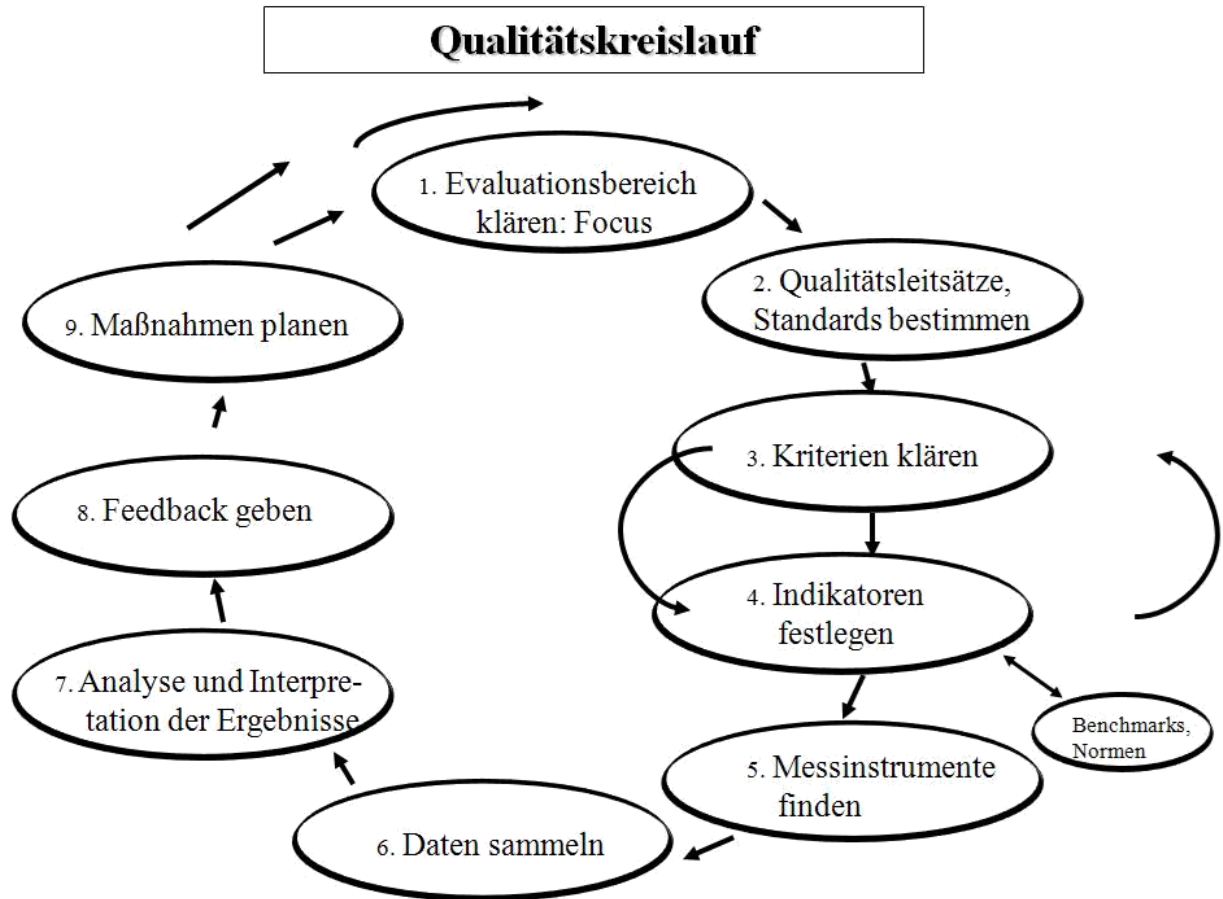 Qualitätskreislauf
1. Evaluationsbereich
klären: Focus
2. Qualitätsleitsätze,
Standards bestimmen
3. Kriterien klären
4. Indikatoren
festlegen
Benchmarks,
Normen
5. Messinstrumente
finden
6. Daten sammeln
7. Analyse und Interpre-
tation der Ergebnisse
8. Feedback geben
9. Maßnahmen planen